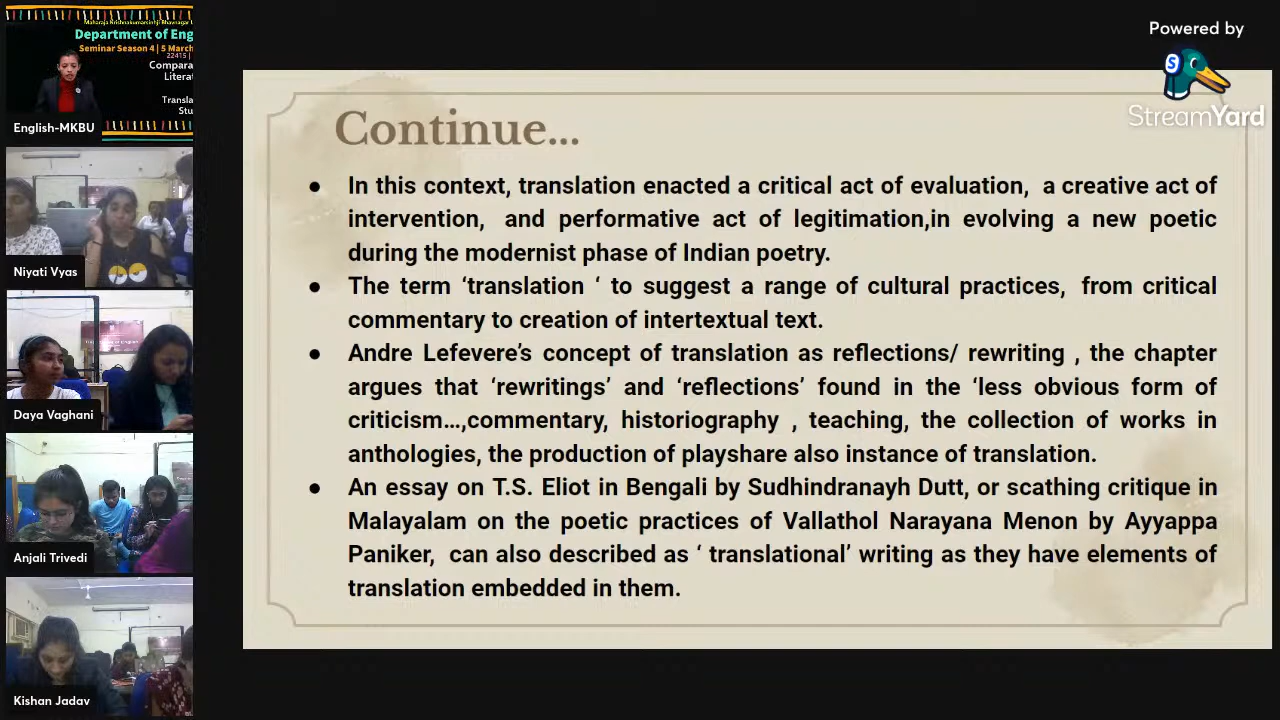 Maharaja Krishnakumarsinhji Bhavnagar
Department of Eng
Seminar Season 4 | 5 March
22415 |
Compara
Literat
Transla
Stu
English-MKBU
Niyati Vyas
Daya Vaghani
Anjali Trivedi
Kishan Jadav
Powered by
S
StreamYard
Continue...
● In this context, translation enacted a critical act of evaluation, a creative act of
intervention, and performative act of legitimation,in evolving a new poetic
during the modernist phase of Indian poetry.
● The term ‘translation ‘ to suggest a range of cultural practices, from critical
commentary to creation of intertextual text.
● Andre Lefevere’s concept of translation as reflections/ rewriting , the chapter
argues that ‘rewritings’ and ‘reflections’ found in the ‘less obvious form of
criticism…,commentary, historiography , teaching, the collection of works in
anthologies, the production of playshare also instance of translation.
● An essay on T.S. Eliot in Bengali by Sudhindranayh Dutt, or scathing critique in
Malayalam on the poetic practices of Vallathol Narayana Menon by Ayyappa
Paniker, can also described as ‘ translational’ writing as they have elements of
translation embedded in them.